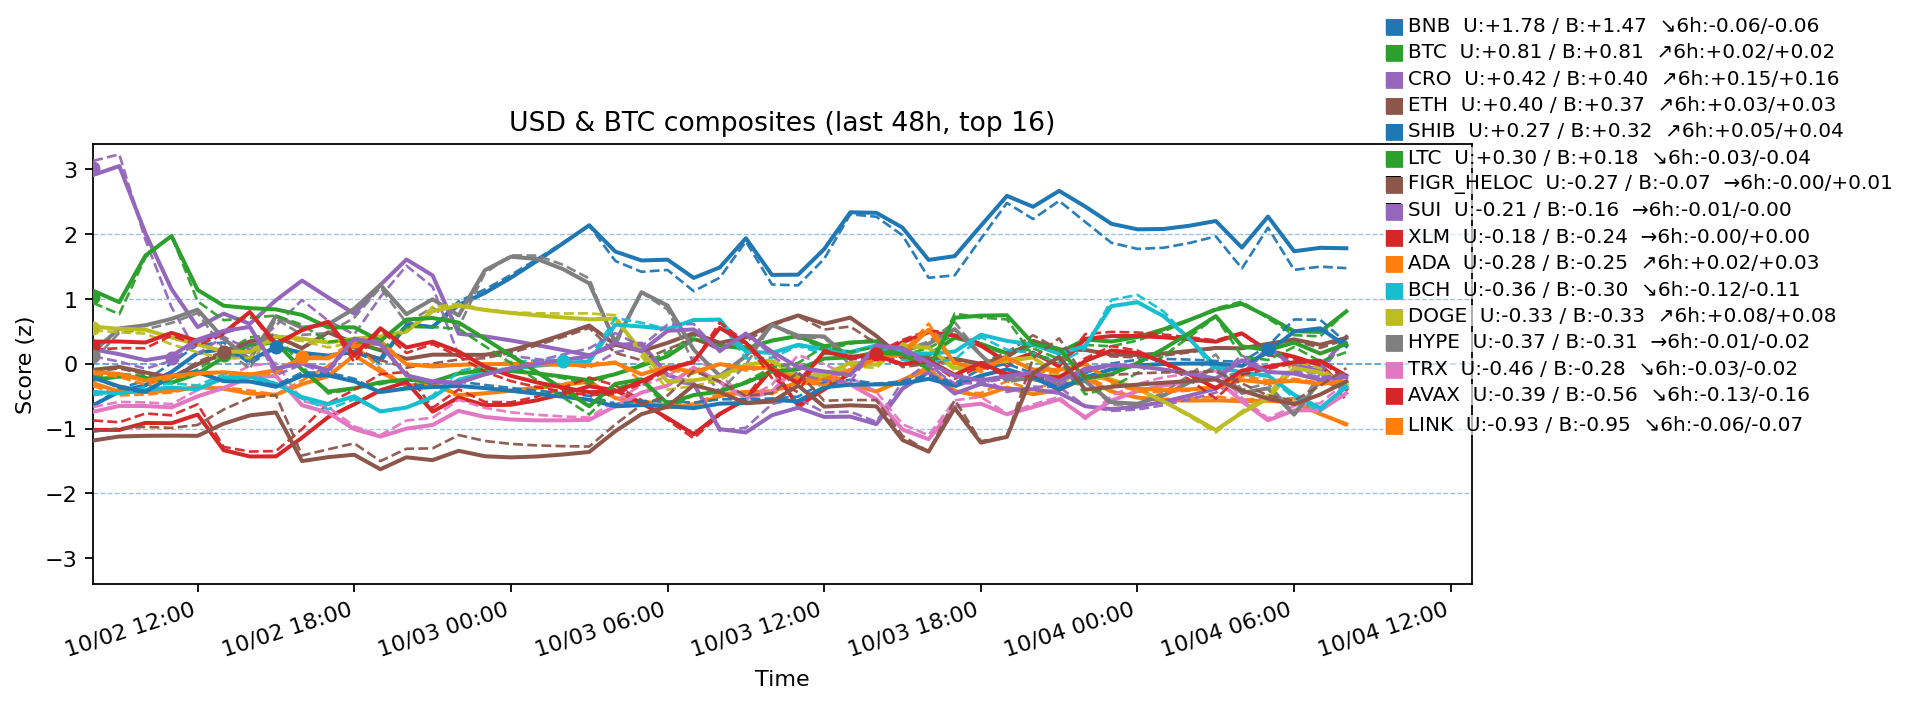 BNB  U:+1.78 / B:+1.47  ↘6h:-0.06/-0.06
BTC  U:+0.81 / B:+0.81  ↗6h:+0.02/+0.02
CRO  U:+0.42 / B:+0.40  ↗6h:+0.15/+0.16
ETH  U:+0.40 / B:+0.37  ↗6h:+0.03/+0.03
SHIB  U:+0.27 / B:+0.32  ↗6h:+0.05/+0.04
LTC  U:+0.30 / B:+0.18  ↘6h:-0.03/-0.04
FIGR_HELOC  U:-0.27 / B:-0.07  →6h:-0.00/+0.01
SUI  U:-0.21 / B:-0.16  →6h:-0.01/-0.00
XLM  U:-0.18 / B:-0.24  →6h:-0.00/+0.00
ADA  U:-0.28 / B:-0.25  ↗6h:+0.02/+0.03
BCH  U:-0.36 / B:-0.30  ↘6h:-0.12/-0.11
DOGE  U:-0.33 / B:-0.33  ↗6h:+0.08/+0.08
HYPE  U:-0.37 / B:-0.31  →6h:-0.01/-0.02
TRX  U:-0.46 / B:-0.28  ↘6h:-0.03/-0.02
AVAX  U:-0.39 / B:-0.56  ↘6h:-0.13/-0.16
LINK  U:-0.93 / B:-0.95  ↘6h:-0.06/-0.07
USD & BTC composites (last 48h, top 16)
Score (z)
3
2
1
0
−1
−2
−3
10/02 12:00
10/02 18:00
10/03 00:00
10/03 06:00
10/03 12:00
10/03 18:00
10/04 00:00
10/04 06:00
10/04 12:00
Time